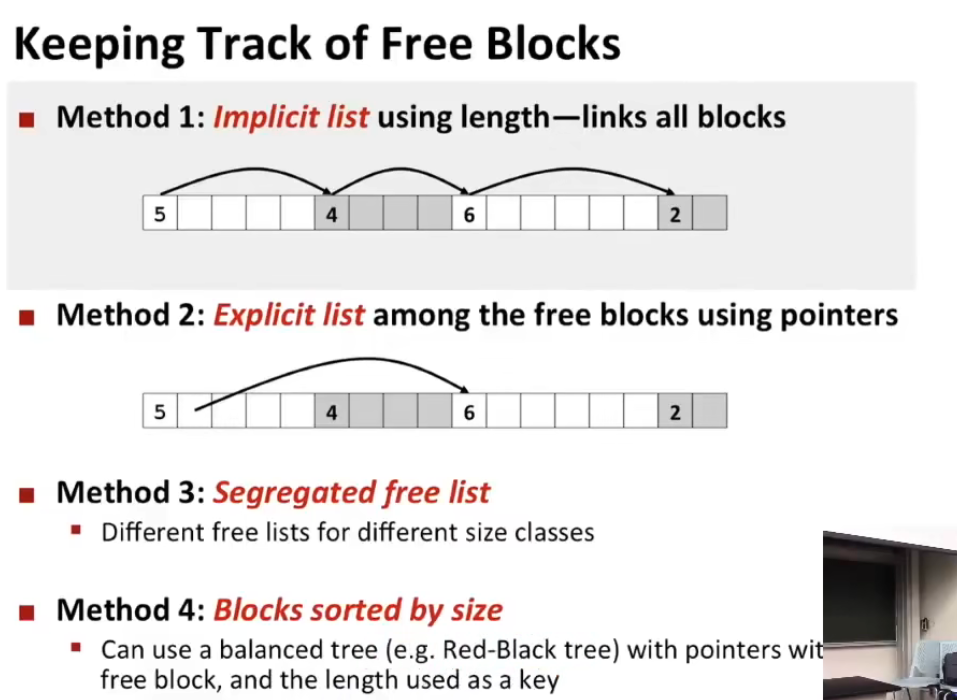 Keeping Track of Free Blocks
■ Method 1: Implicit list using length—links all blocks
5 4 6 2
■ Method 2: Explicit list among the free blocks using pointers
5 4 6 2
■ Method 3: Segregated free list
▪ Different free lists for different size classes
■ Method 4: Blocks sorted by size
▪ Can use a balanced tree (e.g. Red-Black tree) with pointers
free block, and the length used as a key